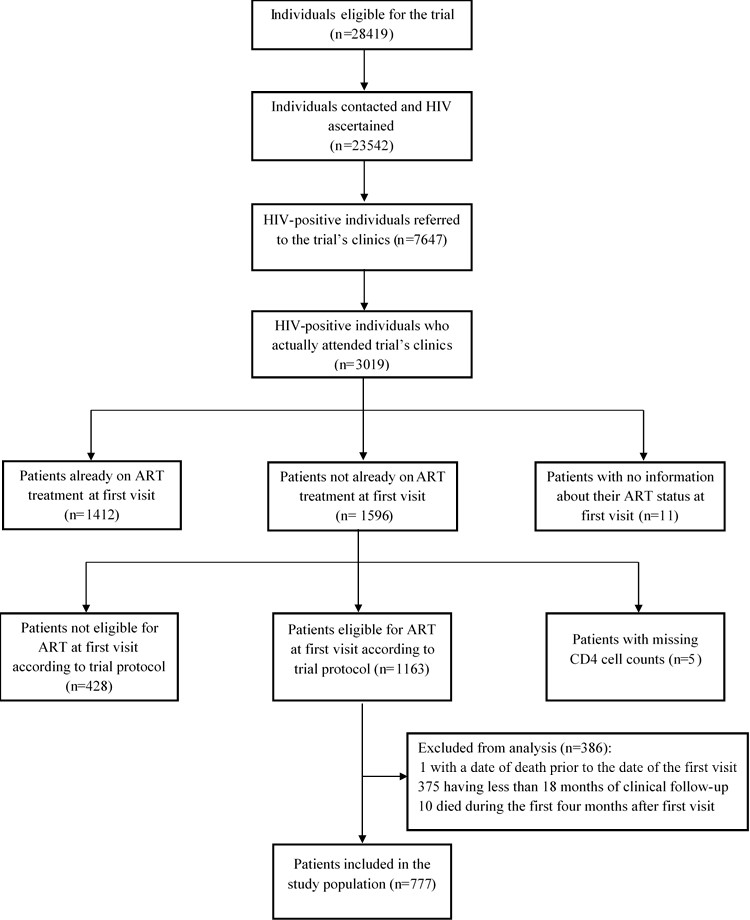 Individuals eligible for the trial
(n=28419)
Individuals contacted and HIV
ascertained
(n=23542)
HIV-positive individuals referred
to the trial's clinics (n=7647)
HIV-positive individuals who
actually attended trial's clinics
(n=3019)
Patients already on ART
treatment at first visit
(n=1412)
Patients not already on ART
treatment at first visit
(n= 1596)
Patients with no information
about their ART status at
first visit (n=11)
Patients not eligible for
ART at first visit
according to trial protocol
(n=428)
Patients eligible for ART
at first visit according to
trial protocol (n=1163)
Patients with missing
CD4 cell counts (n=5)
Excluded from analysis (n=386):
1 with a date of death prior to the date of the first visit
375 having less than 18 months of clinical follow-up
10 died during the first four months after first visit
Patients included in the
study population (n=777)